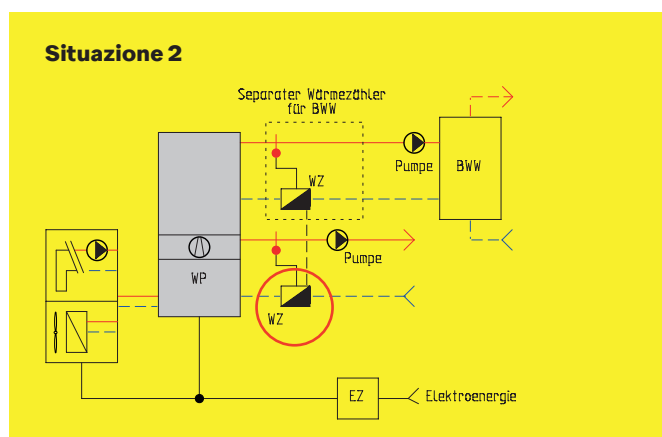 Situazione 2
Separater Wärmezähler
für BWW
Pumpe
BWW
WZ
WP
Pumpe
WZ
EZ
Elektroenergie